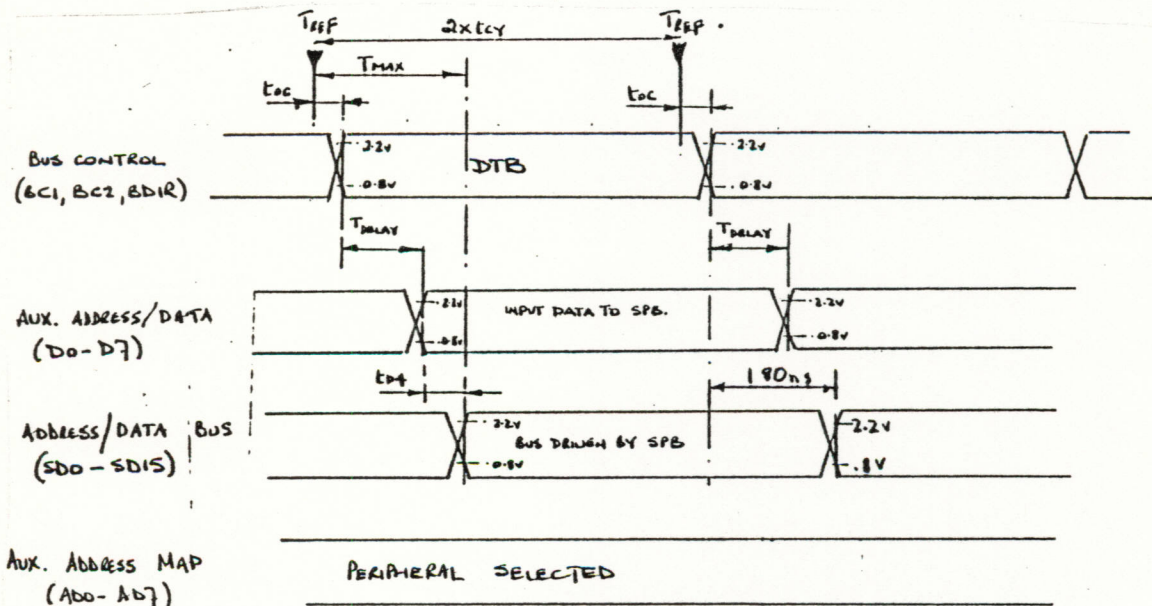 TREF
2xtcy
TREF
TMAX
toc
toc
BUS CONTROL
(BC1, BC2, BDIR)
2.2v
0.8v
DTB
2.2v
0.8v
TDELAY
TDELAY
AUX. ADDRESS/DATA
(D0-D7)
2.2v
0.8v
INPUT DATA TO SPB.
2.2v
0.8v
tD4
180ns
ADDRESS/DATA BUS
(SD0-SD15)
2.2v
0.8v
BUS DRIVEN BY SPB
2.2v
.8V
AUX. ADDRESS MAP
(AD0-AD7)
PERIPHERAL SELECTED